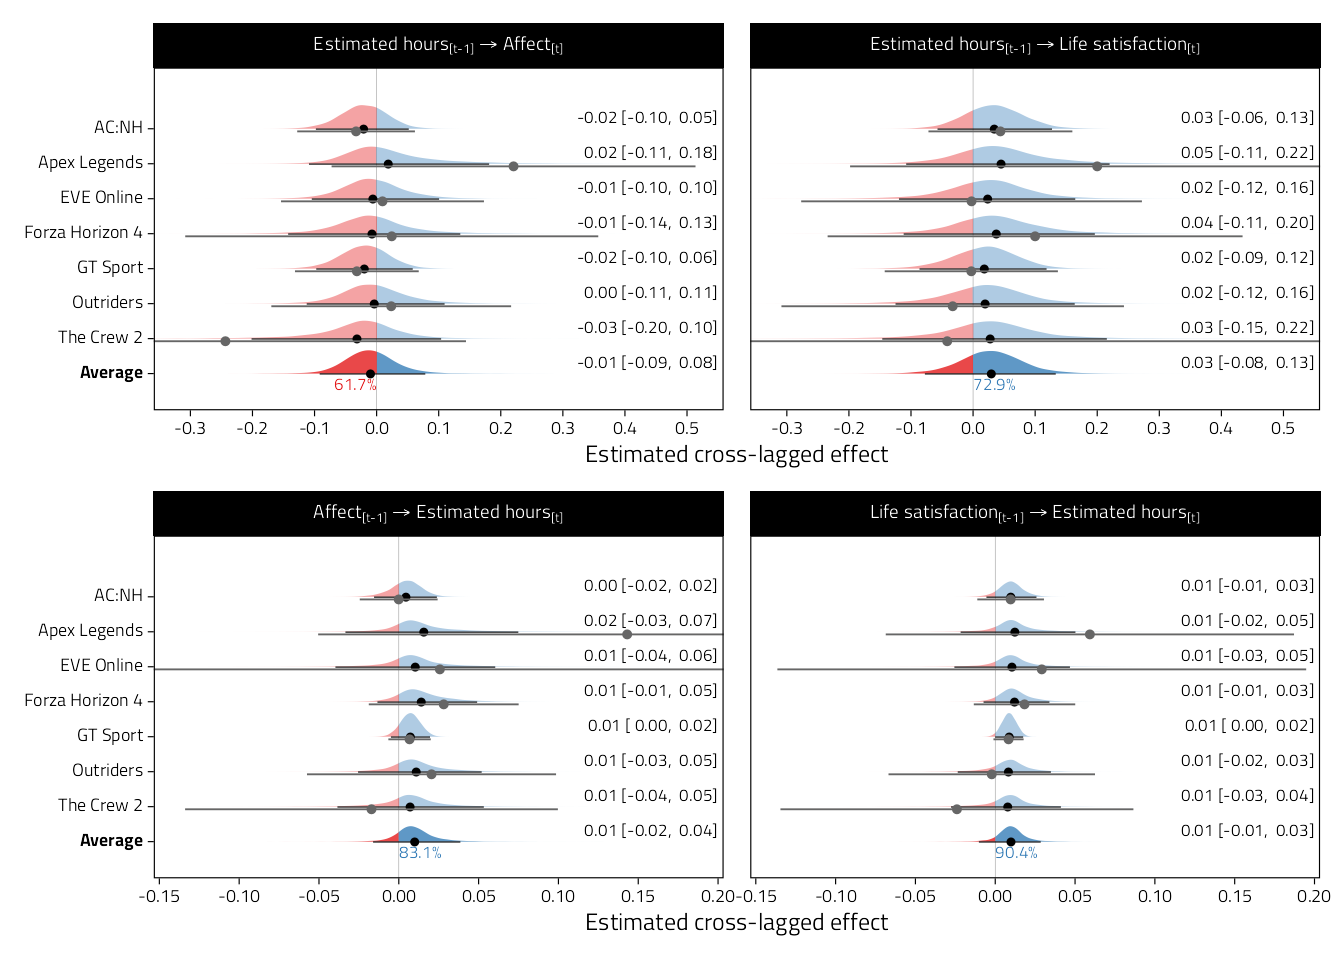 Estimated hours[t-1] → Affect[t]
Estimated hours[t-1] → Life satisfaction[t]
AC:NH -0.02 [-0.10, 0.05] 0.03 [-0.06, 0.13]
Apex Legends 0.02 [-0.11, 0.18] 0.05 [-0.11, 0.22]
EVE Online -0.01 [-0.10, 0.10] 0.02 [-0.12, 0.16]
Forza Horizon 4 -0.01 [-0.14, 0.13] 0.04 [-0.11, 0.20]
GT Sport -0.02 [-0.10, 0.06] 0.02 [-0.09, 0.12]
Outriders 0.00 [-0.11, 0.11] 0.02 [-0.12, 0.16]
The Crew 2 -0.03 [-0.20, 0.10] 0.03 [-0.15, 0.22]
Average -0.01 [-0.09, 0.08] 0.03 [-0.08, 0.13]
61.7% 72.9%
-0.3 -0.2 -0.1 0.0 0.1 0.2 0.3 0.4 0.5 -0.3 -0.2 -0.1 0.0 0.1 0.2 0.3 0.4 0.5
Estimated cross-lagged effect
Affect[t-1] → Estimated hours[t]
Life satisfaction[t-1] → Estimated hours[t]
AC:NH 0.00 [-0.02, 0.02] 0.01 [-0.01, 0.03]
Apex Legends 0.02 [-0.03, 0.07] 0.01 [-0.02, 0.05]
EVE Online 0.01 [-0.04, 0.06] 0.01 [-0.03, 0.05]
Forza Horizon 4 0.01 [-0.01, 0.05] 0.01 [-0.01, 0.03]
GT Sport 0.01 [ 0.00, 0.02] 0.01 [ 0.00, 0.02]
Outriders 0.01 [-0.03, 0.05] 0.01 [-0.02, 0.03]
The Crew 2 0.01 [-0.04, 0.05] 0.01 [-0.03, 0.04]
Average 0.01 [-0.02, 0.04] 0.01 [-0.01, 0.03]
83.1% 90.4%
-0.15 -0.10 -0.05 0.00 0.05 0.10 0.15 0.20 -0.15 -0.10 -0.05 0.00 0.05 0.10 0.15 0.20
Estimated cross-lagged effect